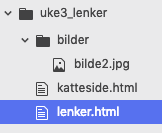 uke3_lenker
bilder
bilde2.jpg
katteside.html
lenker.html